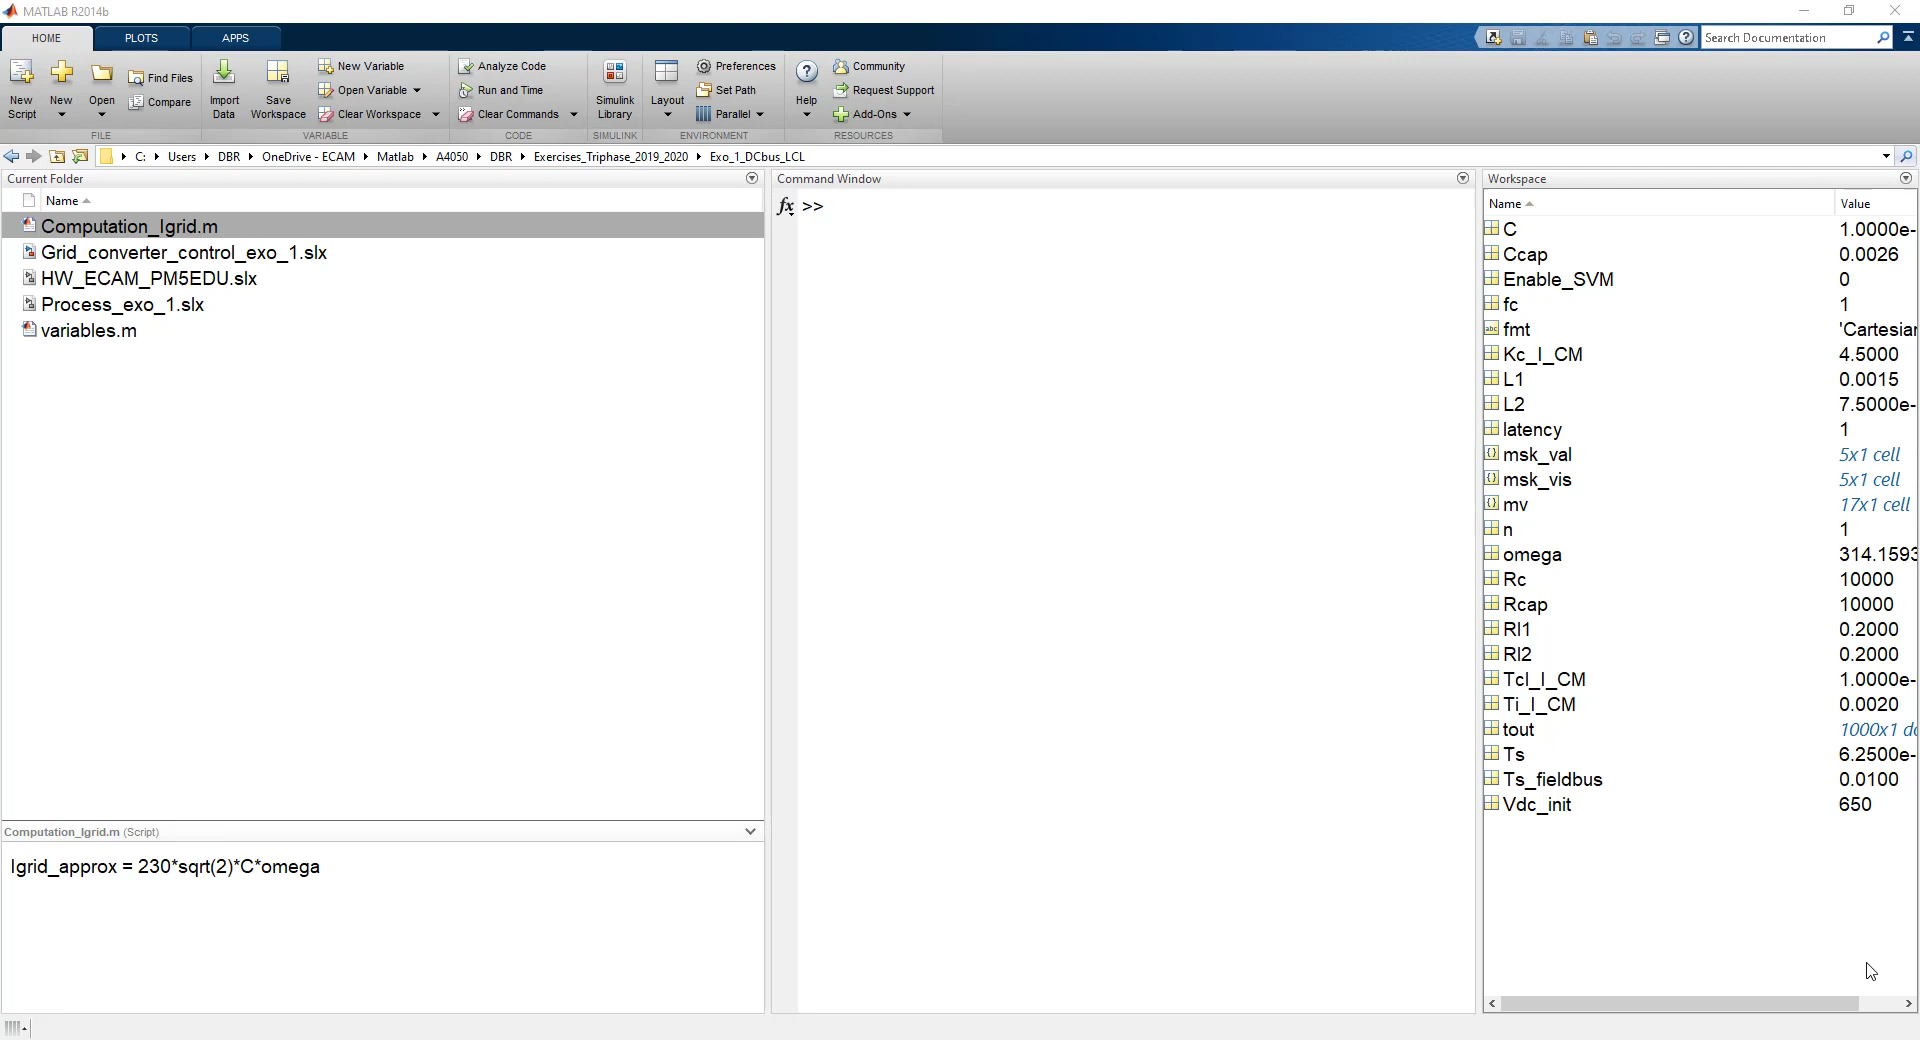 MATLAB R2014b
HOME PLOTS APPS
Search Documentation
New Script
New
Open
Find Files
Compare
Import Data
Save Workspace
New Variable
Open Variable
Clear Workspace
Analyze Code
Run and Time
Clear Commands
Simulink Library
Layout
Preferences
Set Path
Parallel
Help
Community
Request Support
Add-Ons
FILE VARIABLE CODE SIMULINK ENVIRONMENT RESOURCES
C: Users DBR OneDrive - ECAM Matlab A4050 DBR Exercises_Triphase_2019_2020 Exo_1_DCbus_LCL
Current Folder
Name
Computation_Igrid.m
Grid_converter_control_exo_1.slx
HW_ECAM_PM5EDU.slx
Process_exo_1.slx
variables.m
Computation_Igrid.m (Script)
Igrid_approx = 230*sqrt(2)*C*omega
Command Window
fx >>
Workspace
Name Value
C 1.0000e-
Ccap 0.0026
Enable_SVM 0
fc 1
fmt 'Cartesian
Kc_I_CM 4.5000
L1 0.0015
L2 7.5000e-
latency 1
msk_val 5x1 cell
msk_vis 5x1 cell
mv 17x1 cell
n 1
omega 314.1593
Rc 10000
Rcap 10000
Rl1 0.2000
Rl2 0.2000
Tcl_I_CM 1.0000e-
Ti_I_CM 0.0020
tout 1000x1 do
Ts 6.2500e-
Ts_fieldbus 0.0100
Vdc_init 650